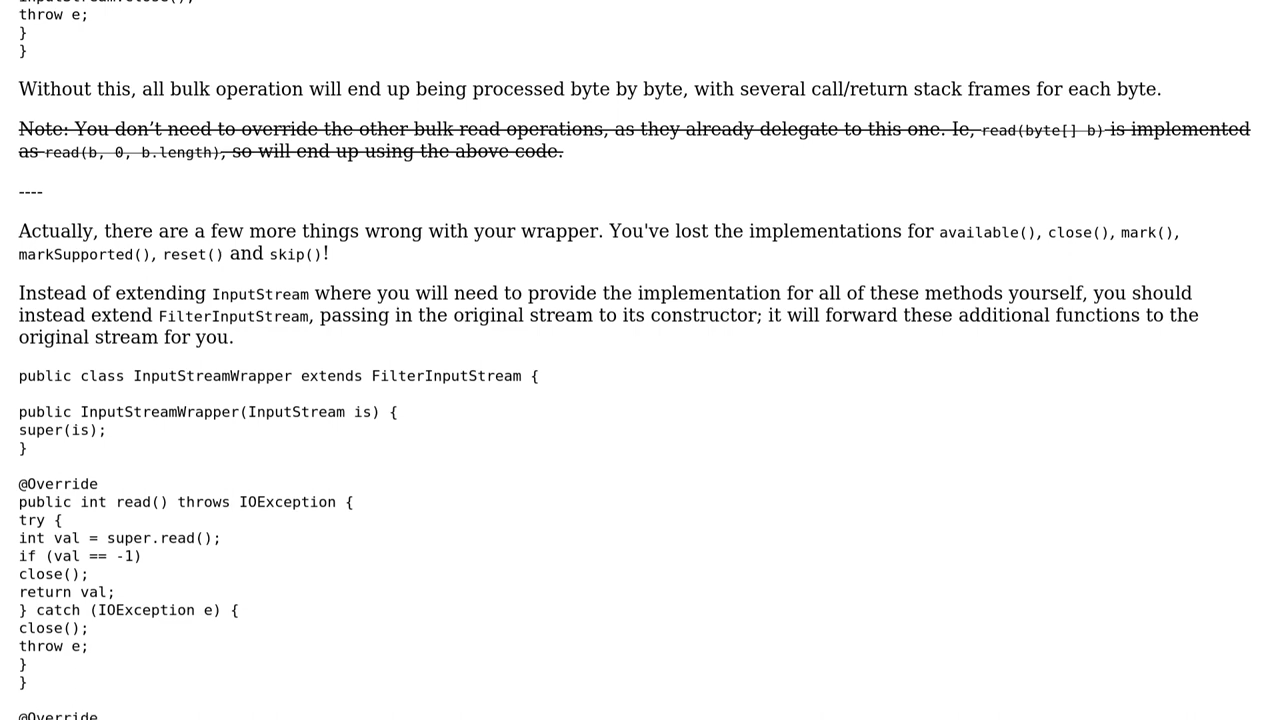 throw e;
}
}
Without this, all bulk operation will end up being processed byte by byte, with several call/return stack frames for each byte.
Note: You don’t need to override the other bulk read operations, as they already delegate to this one. Ie, read(byte[] b) is implemented
as read(b, 0, b.length), so will end up using the above code.
----
Actually, there are a few more things wrong with your wrapper. You've lost the implementations for available(), close(), mark(),
markSupported(), reset() and skip()!
Instead of extending InputStream where you will need to provide the implementation for all of these methods yourself, you should
instead extend FilterInputStream, passing in the original stream to its constructor; it will forward these additional functions to the
original stream for you.
public class InputStreamWrapper extends FilterInputStream {
public InputStreamWrapper(InputStream is) {
super(is);
}
@Override
public int read() throws IOException {
try {
int val = super.read();
if (val == -1)
close();
return val;
} catch (IOException e) {
close();
throw e;
}
}
@Override